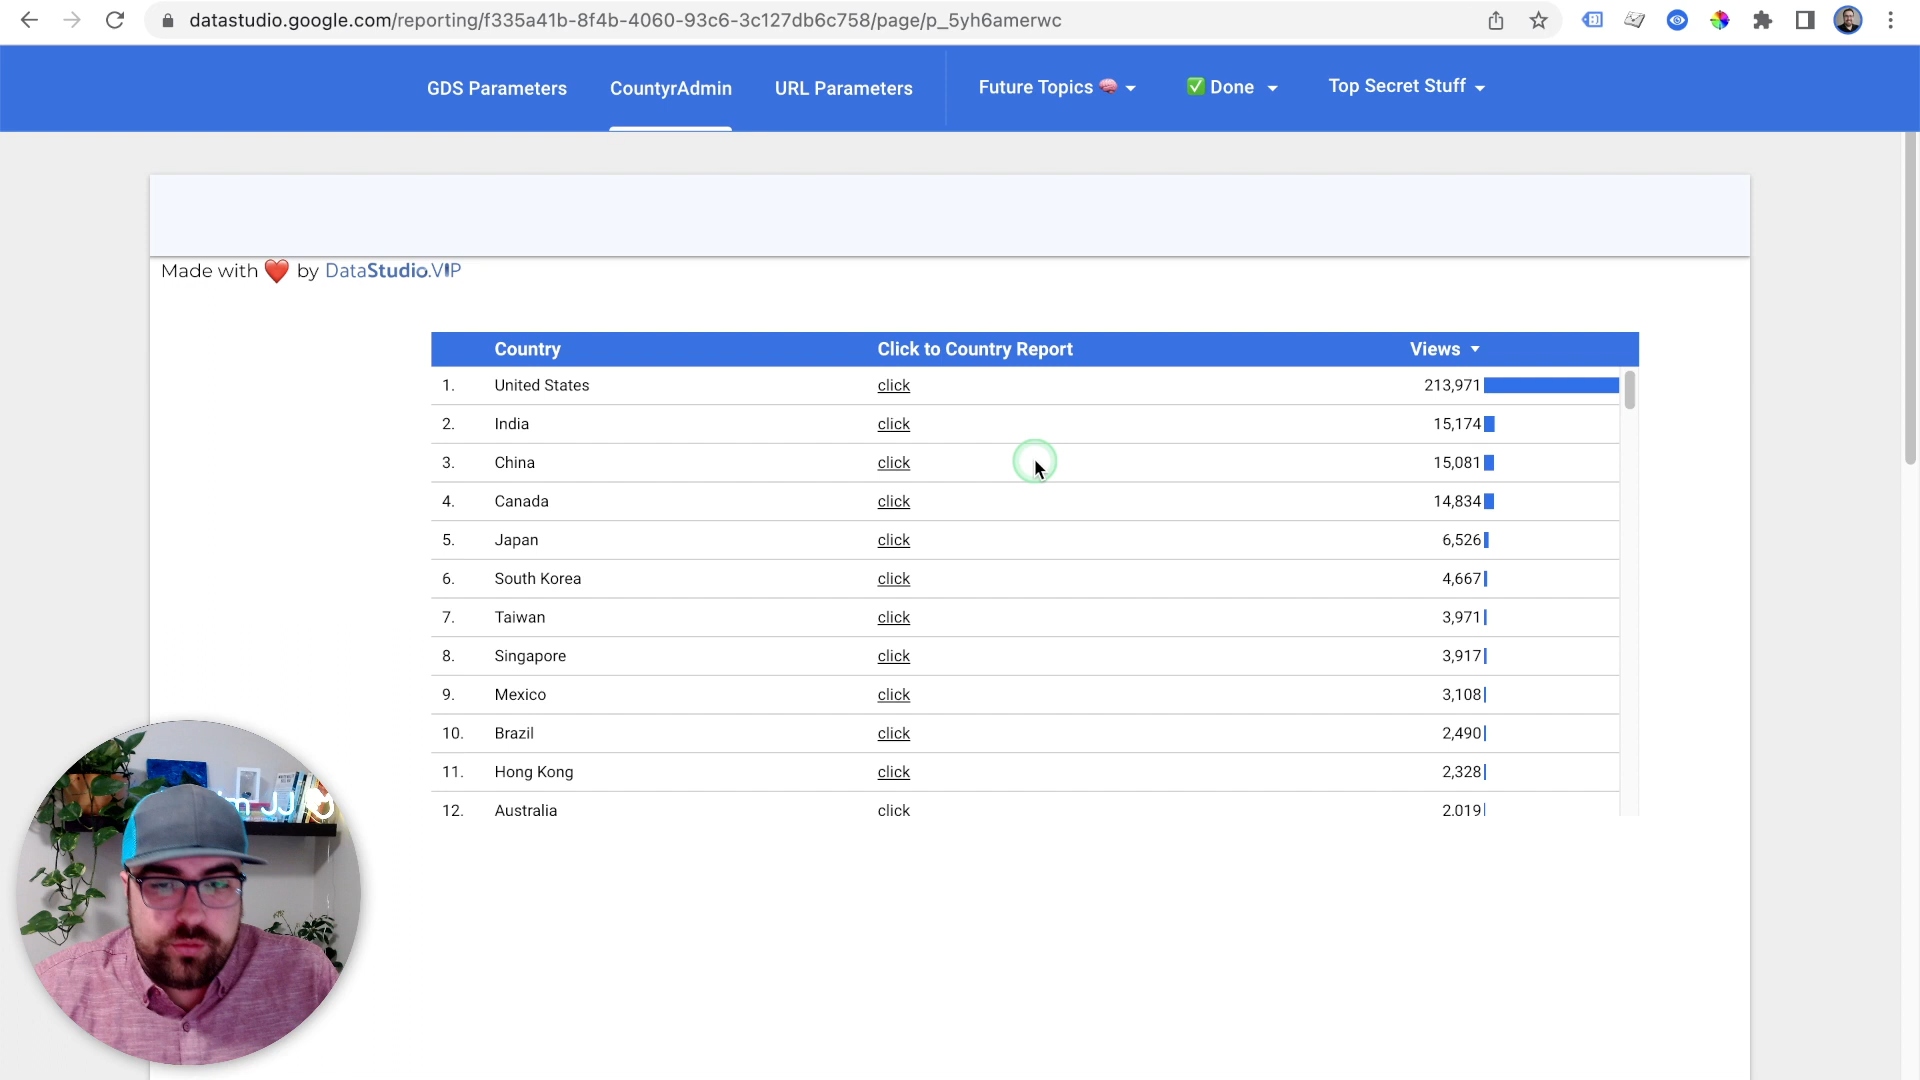 datastudio.google.com/reporting/f335a41b-8f4b-4060-93c6-3c127db6c758/page/p_5yh6amerwc
GDS Parameters CountyrAdmin URL Parameters Future Topics 🧠 ✅ Done Top Secret Stuff
Made with ❤️ by DataStudio.VIP
Country Click to Country Report Views
1. United States click 213,971
2. India click 15,174
3. China click 15,081
4. Canada click 14,834
5. Japan click 6,526
6. South Korea click 4,667
7. Taiwan click 3,971
8. Singapore click 3,917
9. Mexico click 3,108
10. Brazil click 2,490
11. Hong Kong click 2,328
12. Australia click 2,019
JJ